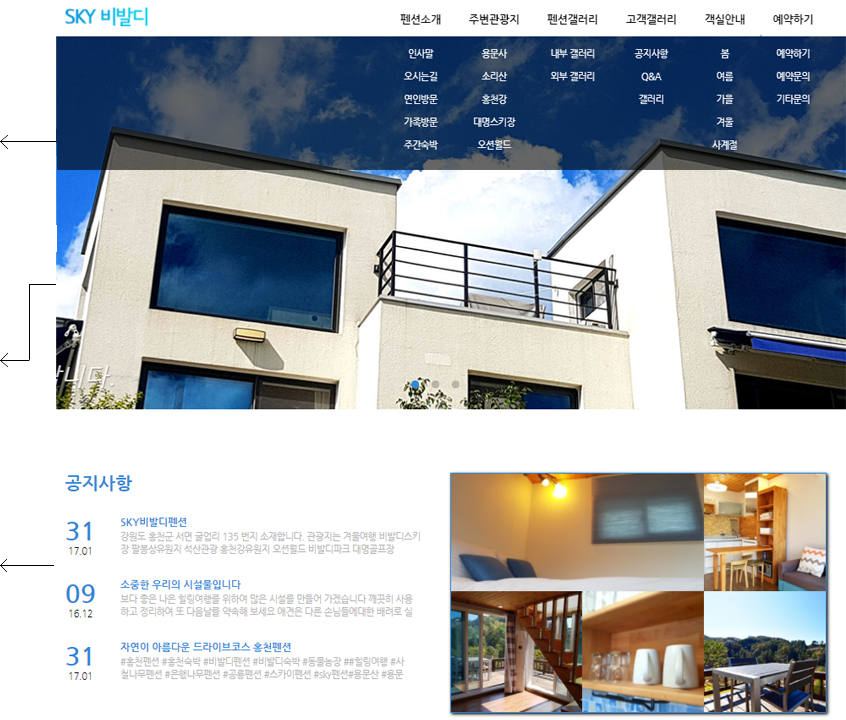 SKY 비발디
펜션소개 주변관광지 펜션갤러리 고객갤러리 객실안내 예약하기
인사말 용문사 내부 갤러리 공지사항 봄 예약하기
오시는길 소리산 외부 갤러리 Q&A 여름 예약문의
연인방문 홍천강 갤러리 가을 기타문의
가족방문 대명스키장 겨울
주간숙박 오션월드 사계절
합니다.
공지사항
31
17.01
SKY비발디펜션
강원도 홍천군 서면 굴업리 135 번지 소재합니다. 관광지는 겨울여행 비발디스키
장 팔봉상유원지 석산관광 홍천강유원지 오션월드 비발디파크 대명골프장
09
16.12
소중한 우리의 시설물입니다
보다 좋은 나은 힐링여행를 위하여 많은 시설를 만들어 가겠습니다 깨끗히 사용
하고 정리하여 또 다음날를 약속해 보세요 애견은 다른 손님들에대한 배려로 실
31
17.01
자연이 아름다운 드라이브코스 홍천펜션
#홍천펜션 #홍천숙박 #비발디펜션 #비발디숙박 #동물농장 ##힐링여행 #사
철나무펜션 #은행나무펜션 #공룡펜션 #스카이펜션 #sky펜션#용문산 #용문